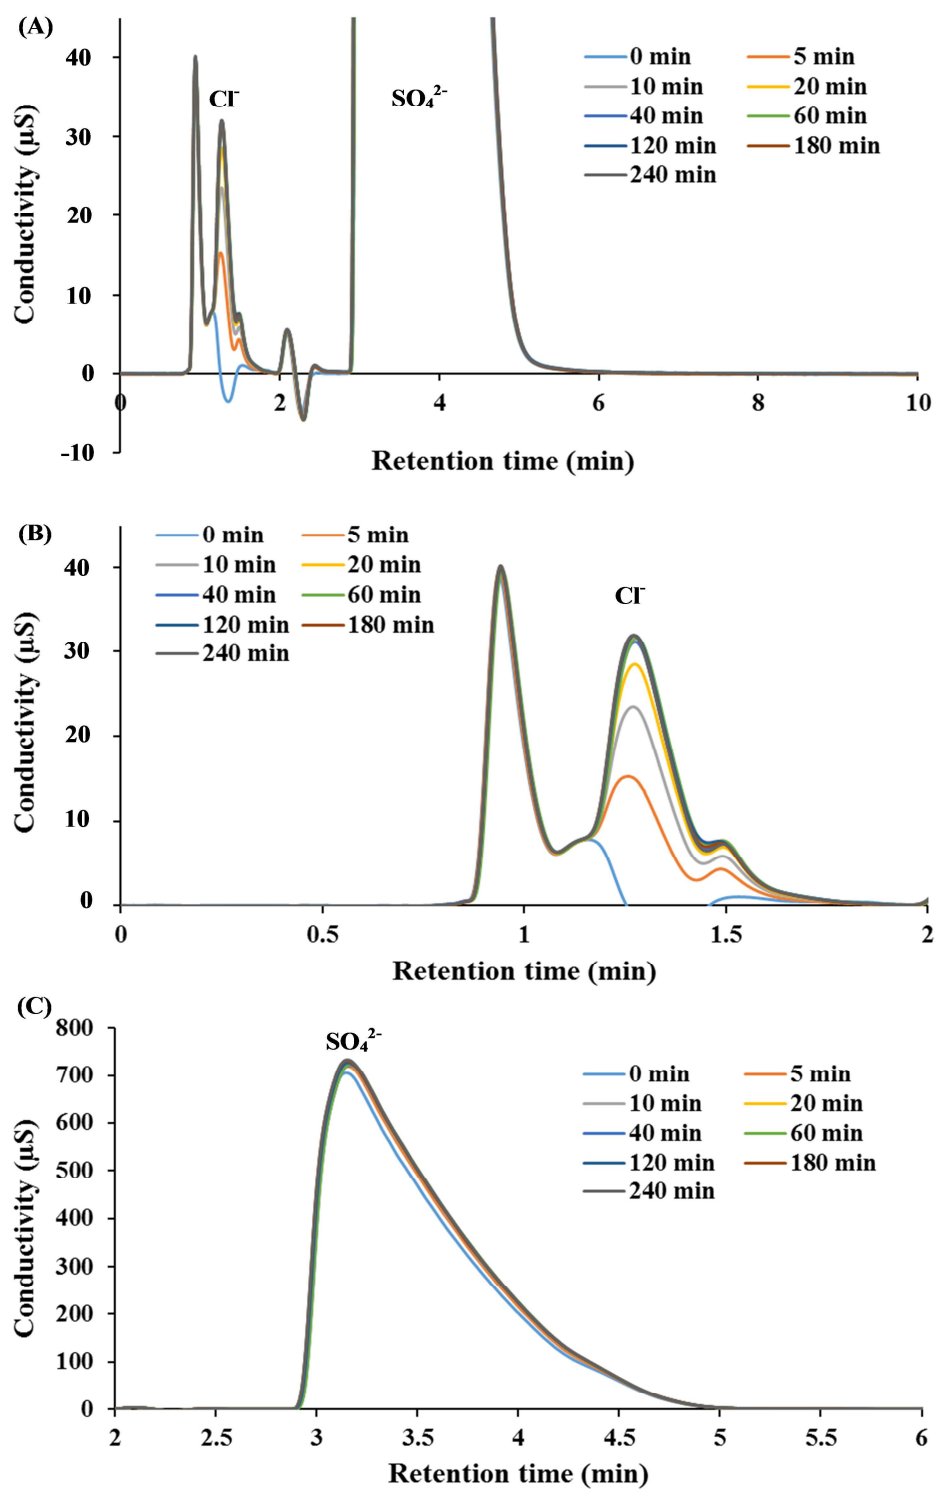 (A)
40
30
20
10
0
-10
Conductivity (µS)
Cl⁻
SO₄²⁻
0 min 5 min
10 min 20 min
40 min 60 min
120 min 180 min
240 min
0 2 4 6 8 10
Retention time (min)
(B)
40
30
20
10
0
Conductivity (µS)
0 min 5 min
10 min 20 min
40 min 60 min
120 min 180 min
240 min
Cl⁻
0 0.5 1 1.5 2
Retention time (min)
(C)
800
700
600
500
400
300
200
100
0
Conductivity (µS)
SO₄²⁻
0 min 5 min
10 min 20 min
40 min 60 min
120 min 180 min
240 min
2 2.5 3 3.5 4 4.5 5 5.5 6
Retention time (min)